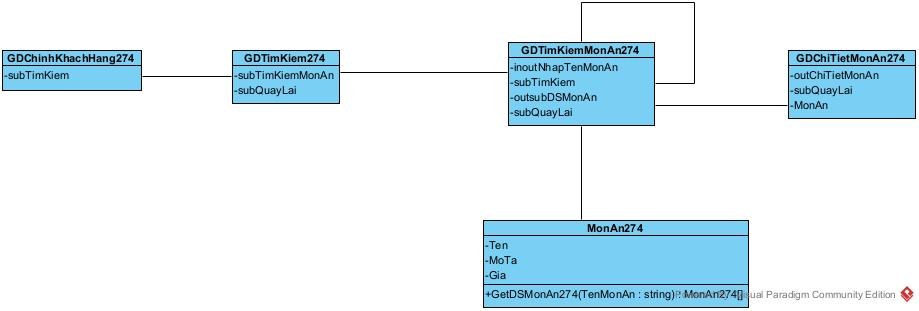 GDChinhKhachHang274
-subTimKiem
GDTimKiem274
-subTimKiemMonAn
-subQuayLai
GDTimKiemMonAn274
-inoutNhapTenMonAn
-subTimKiem
-outsubDSMonAn
-subQuayLai
GDChiTietMonAn274
-outChiTietMonAn
-subQuayLai
-MonAn
MonAn274
-Ten
-MoTa
-Gia
+GetDSMonAn274(TenMonAn : string) : MonAn274[]
Visual Paradigm Community Edition